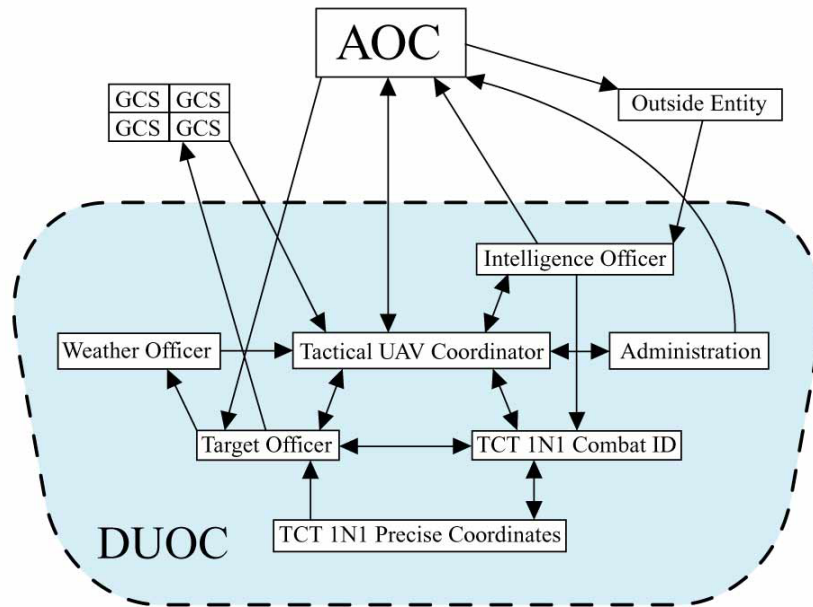 AOC
GCS GCS
GCS GCS
Outside Entity
Intelligence Officer
Weather Officer
Tactical UAV Coordinator
Administration
Target Officer
TCT 1N1 Combat ID
TCT 1N1 Precise Coordinates
DUOC